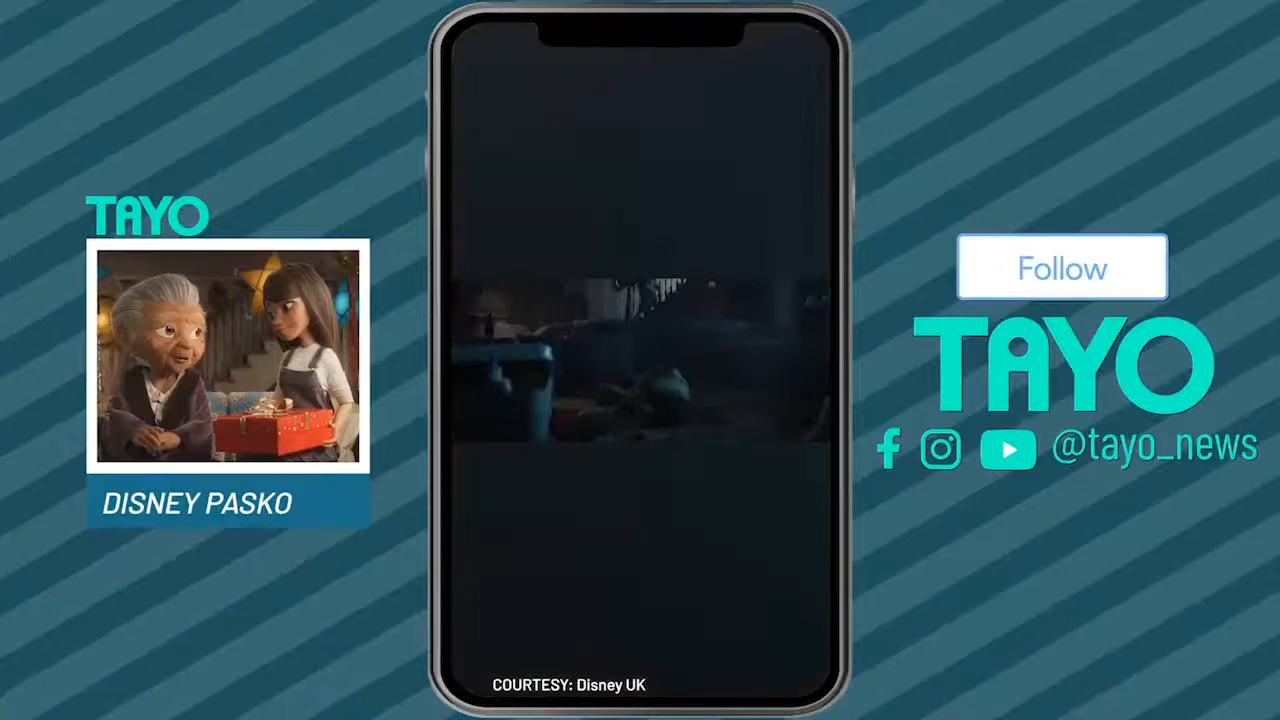 TAYO
DISNEY PASKO
COURTESY: Disney UK
Follow
TAYO
@tayo_news